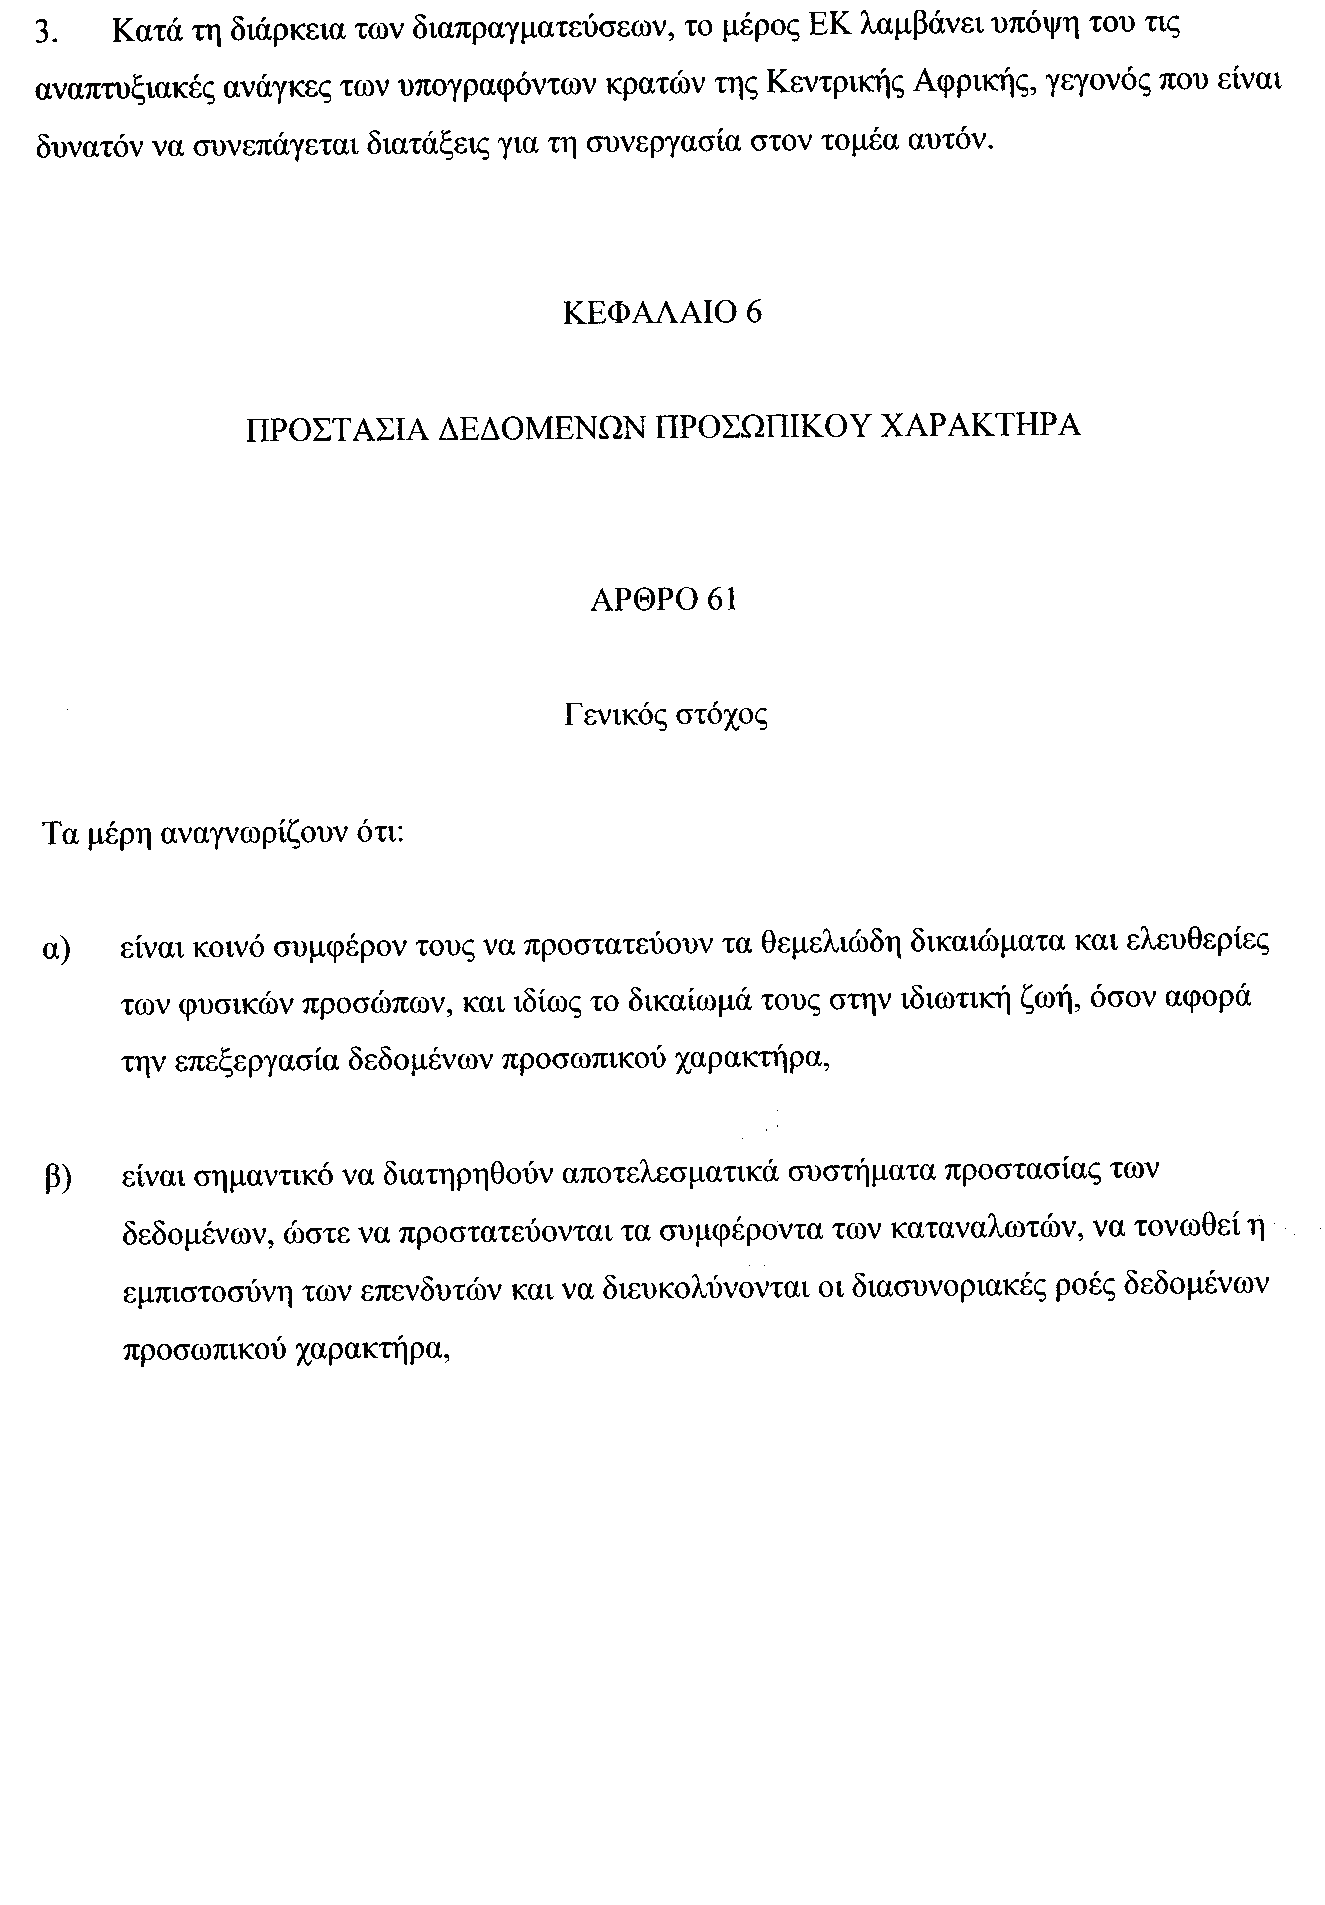 3. Κατά τη διάρκεια των διαπραγματεύσεων, το μέρος ΕΚ λαμβάνει υπόψη του τις
αναπτυξιακές ανάγκες των υπογραφόντων κρατών της Κεντρικής Αφρικής, γεγονός που είναι
δυνατόν να συνεπάγεται διατάξεις για τη συνεργασία στον τομέα αυτόν.
ΚΕΦΑΛΑΙΟ 6
ΠΡΟΣΤΑΣΙΑ ΔΕΔΟΜΕΝΩΝ ΠΡΟΣΩΠΙΚΟΥ ΧΑΡΑΚΤΗΡΑ
ΑΡΘΡΟ 61
Γενικός στόχος
Τα μέρη αναγνωρίζουν ότι:
α) είναι κοινό συμφέρον τους να προστατεύουν τα θεμελιώδη δικαιώματα και ελευθερίες
των φυσικών προσώπων, και ιδίως το δικαίωμά τους στην ιδιωτική ζωή, όσον αφορά
την επεξεργασία δεδομένων προσωπικού χαρακτήρα,
β) είναι σημαντικό να διατηρηθούν αποτελεσματικά συστήματα προστασίας των
δεδομένων, ώστε να προστατεύονται τα συμφέροντα των καταναλωτών, να τονωθεί η
εμπιστοσύνη των επενδυτών και να διευκολύνονται οι διασυνοριακές ροές δεδομένων
προσωπικού χαρακτήρα,